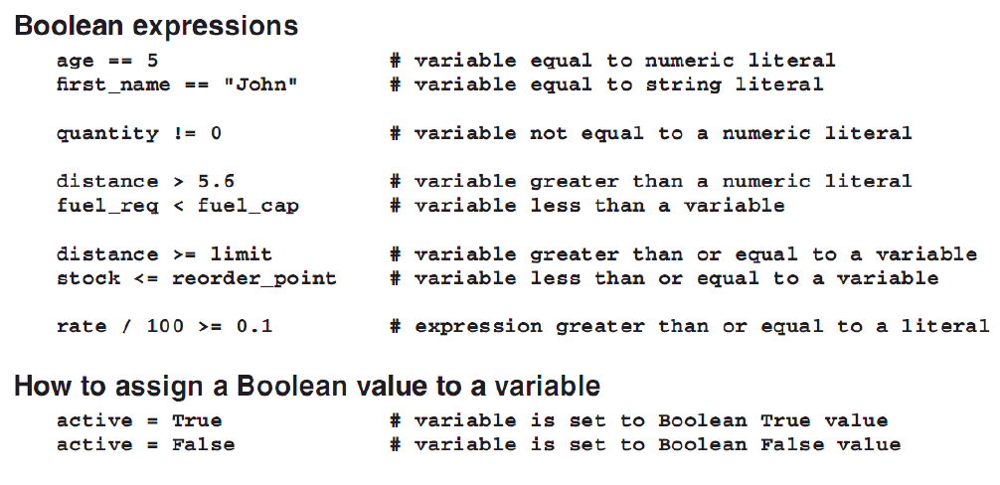 Boolean expressions
age == 5 # variable equal to numeric literal
first_name == "John" # variable equal to string literal
quantity != 0 # variable not equal to a numeric literal
distance > 5.6 # variable greater than a numeric literal
fuel_req < fuel_cap # variable less than a variable
distance >= limit # variable greater than or equal to a variable
stock <= reorder_point # variable less than or equal to a variable
rate / 100 >= 0.1 # expression greater than or equal to a literal
How to assign a Boolean value to a variable
active = True # variable is set to Boolean True value
active = False # variable is set to Boolean False value